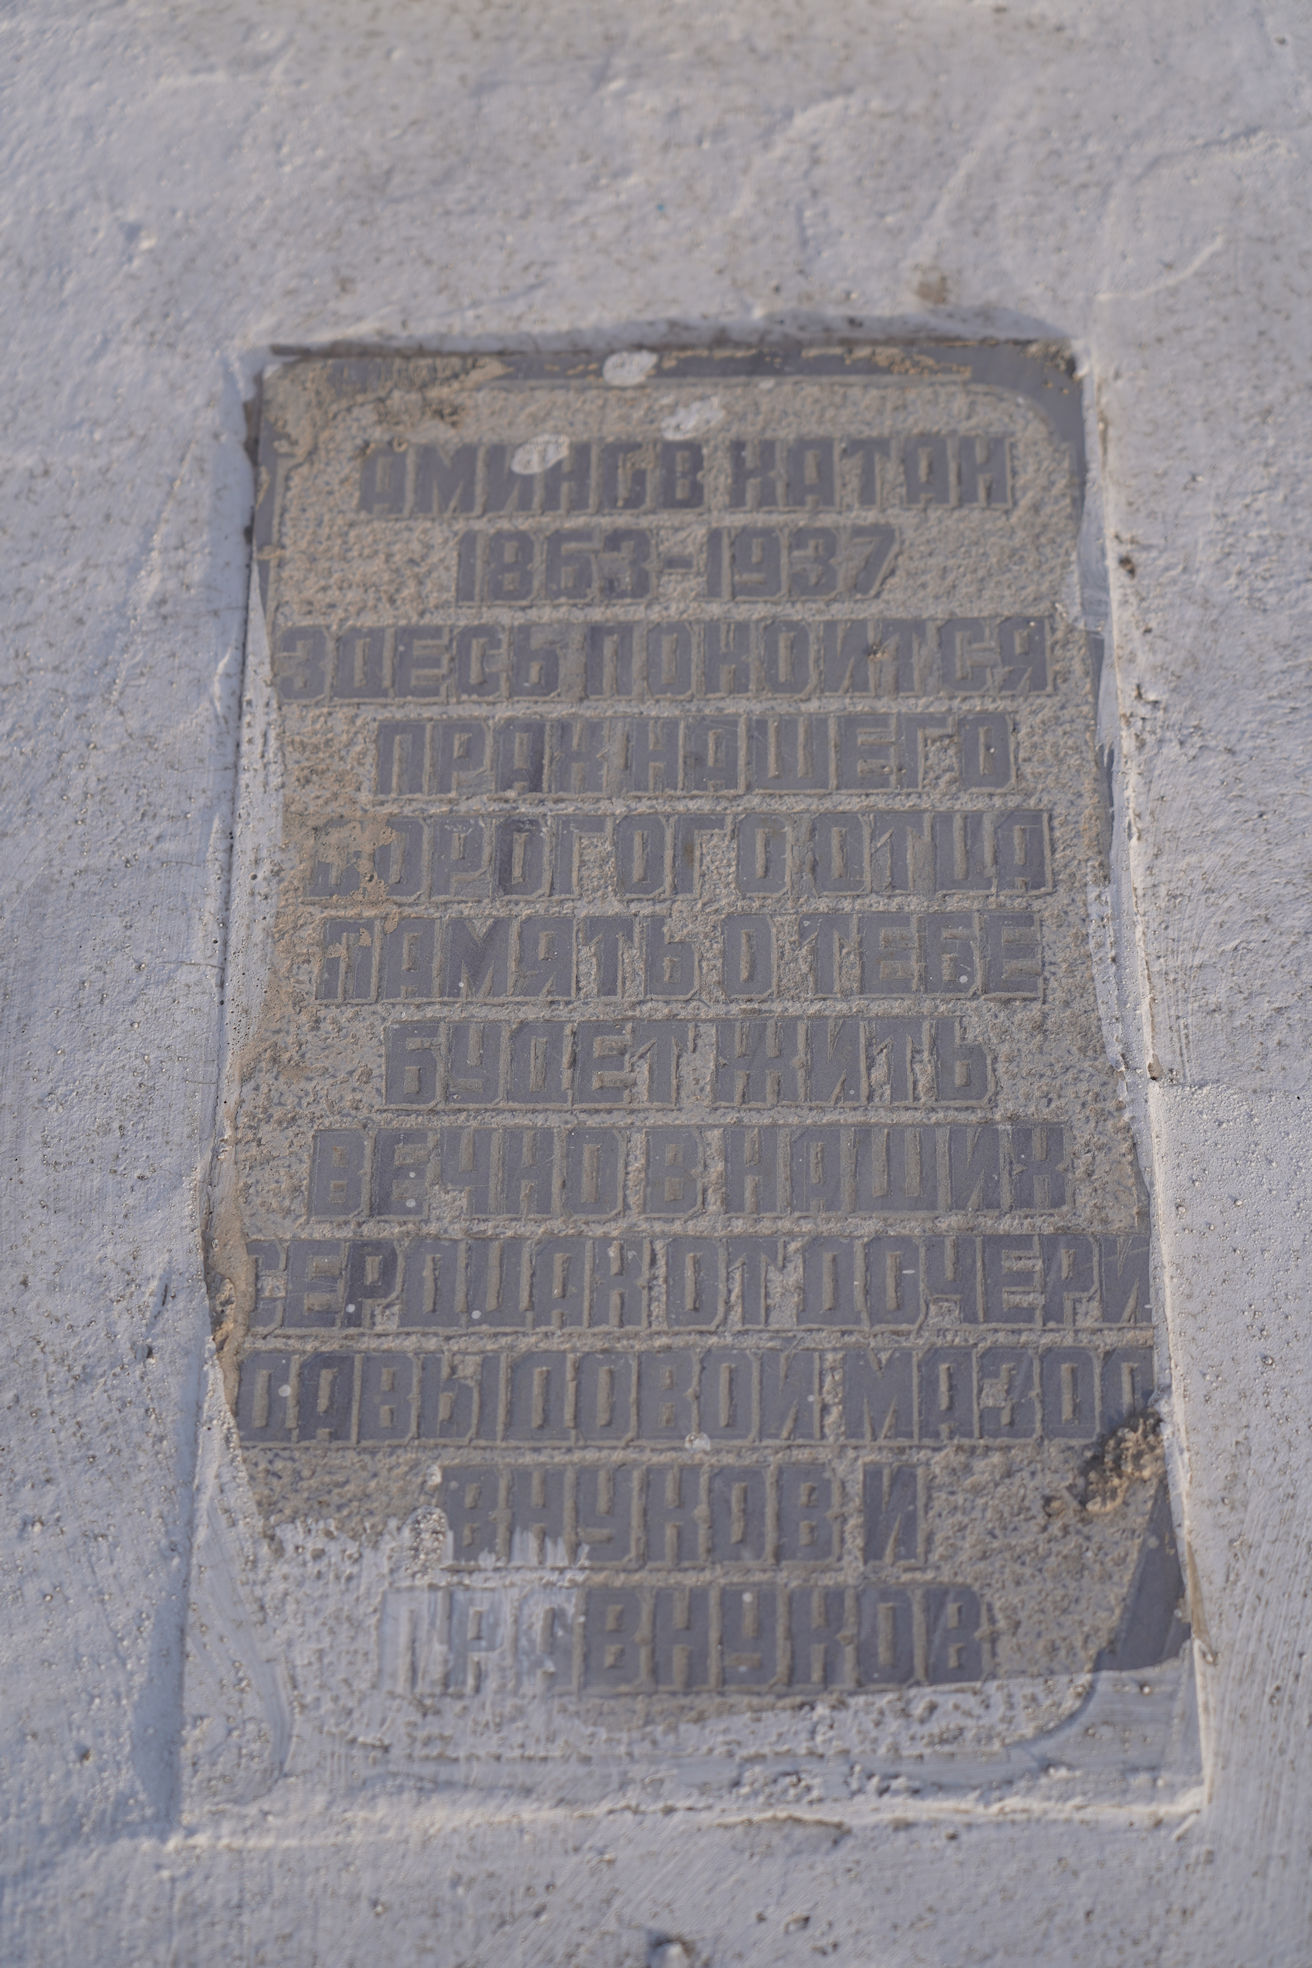 АМИНОВ КАТАН
1863-1937
ЗДЕСЬ ПОКОИТСЯ
ПРАХ НАШЕГО
ДОРОГОГО ОТЦА
ПАМЯТЬ О ТЕБЕ
БУДЕТ ЖИТЬ
ВЕЧНО В НАШИХ
СЕРДЦАХ ОТ ДОЧЕРИ
ДАВЫДОВОЙ МАЗОЛ
ВНУКОВ И
ПРАВНУКОВ